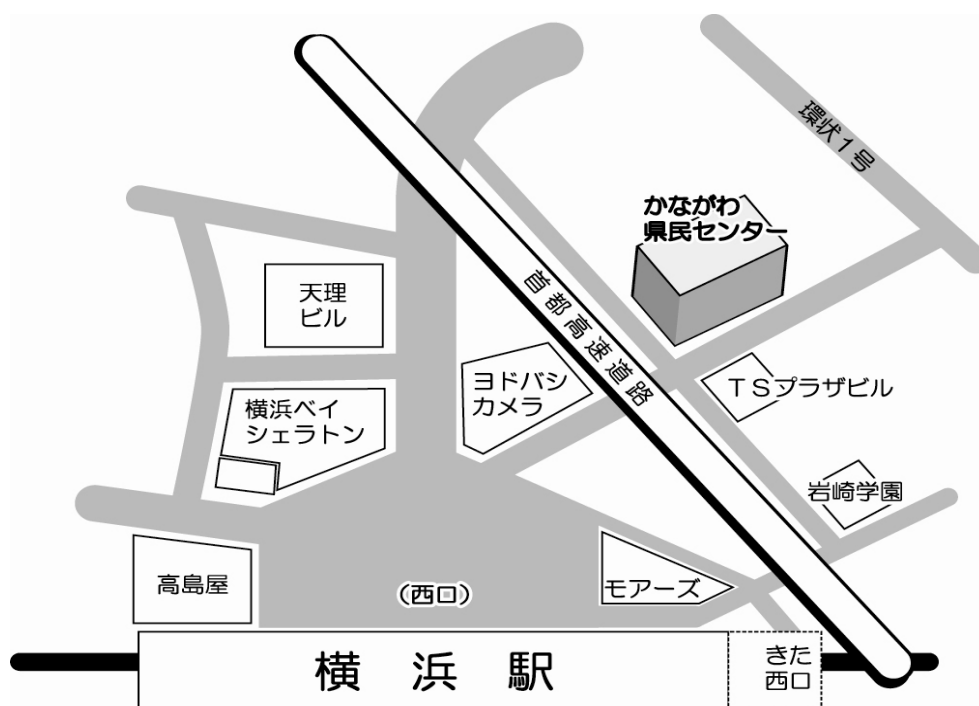 環状1号
かながわ
県民センター
首都高速道路
天理
ビル
ヨドバシ
カメラ
TSプラザビル
横浜ベイ
シェラトン
岩崎学園
高島屋
(西口)
モアーズ
横浜駅
きた
西口